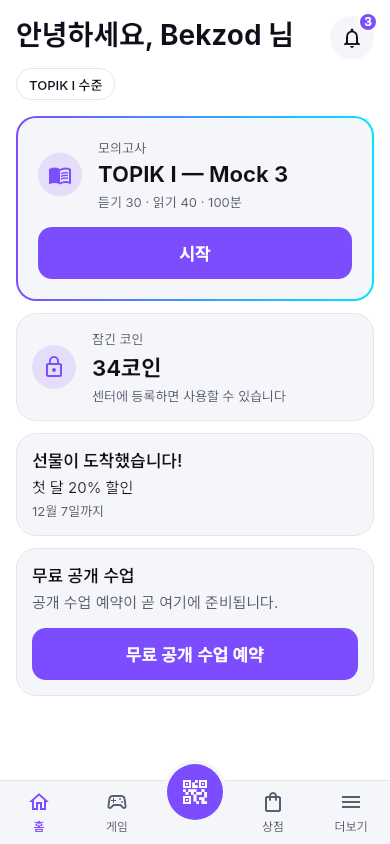 안녕하세요, Bekzod 님
3
TOPIK I 수준
모의고사
TOPIK I — Mock 3
듣기 30 · 읽기 40 · 100분
시작
잠긴 코인
34코인
센터에 등록하면 사용할 수 있습니다
선물이 도착했습니다!
첫 달 20% 할인
12월 7일까지
무료 공개 수업
공개 수업 예약이 곧 여기에 준비됩니다.
무료 공개 수업 예약
홈
게임
상점
더보기